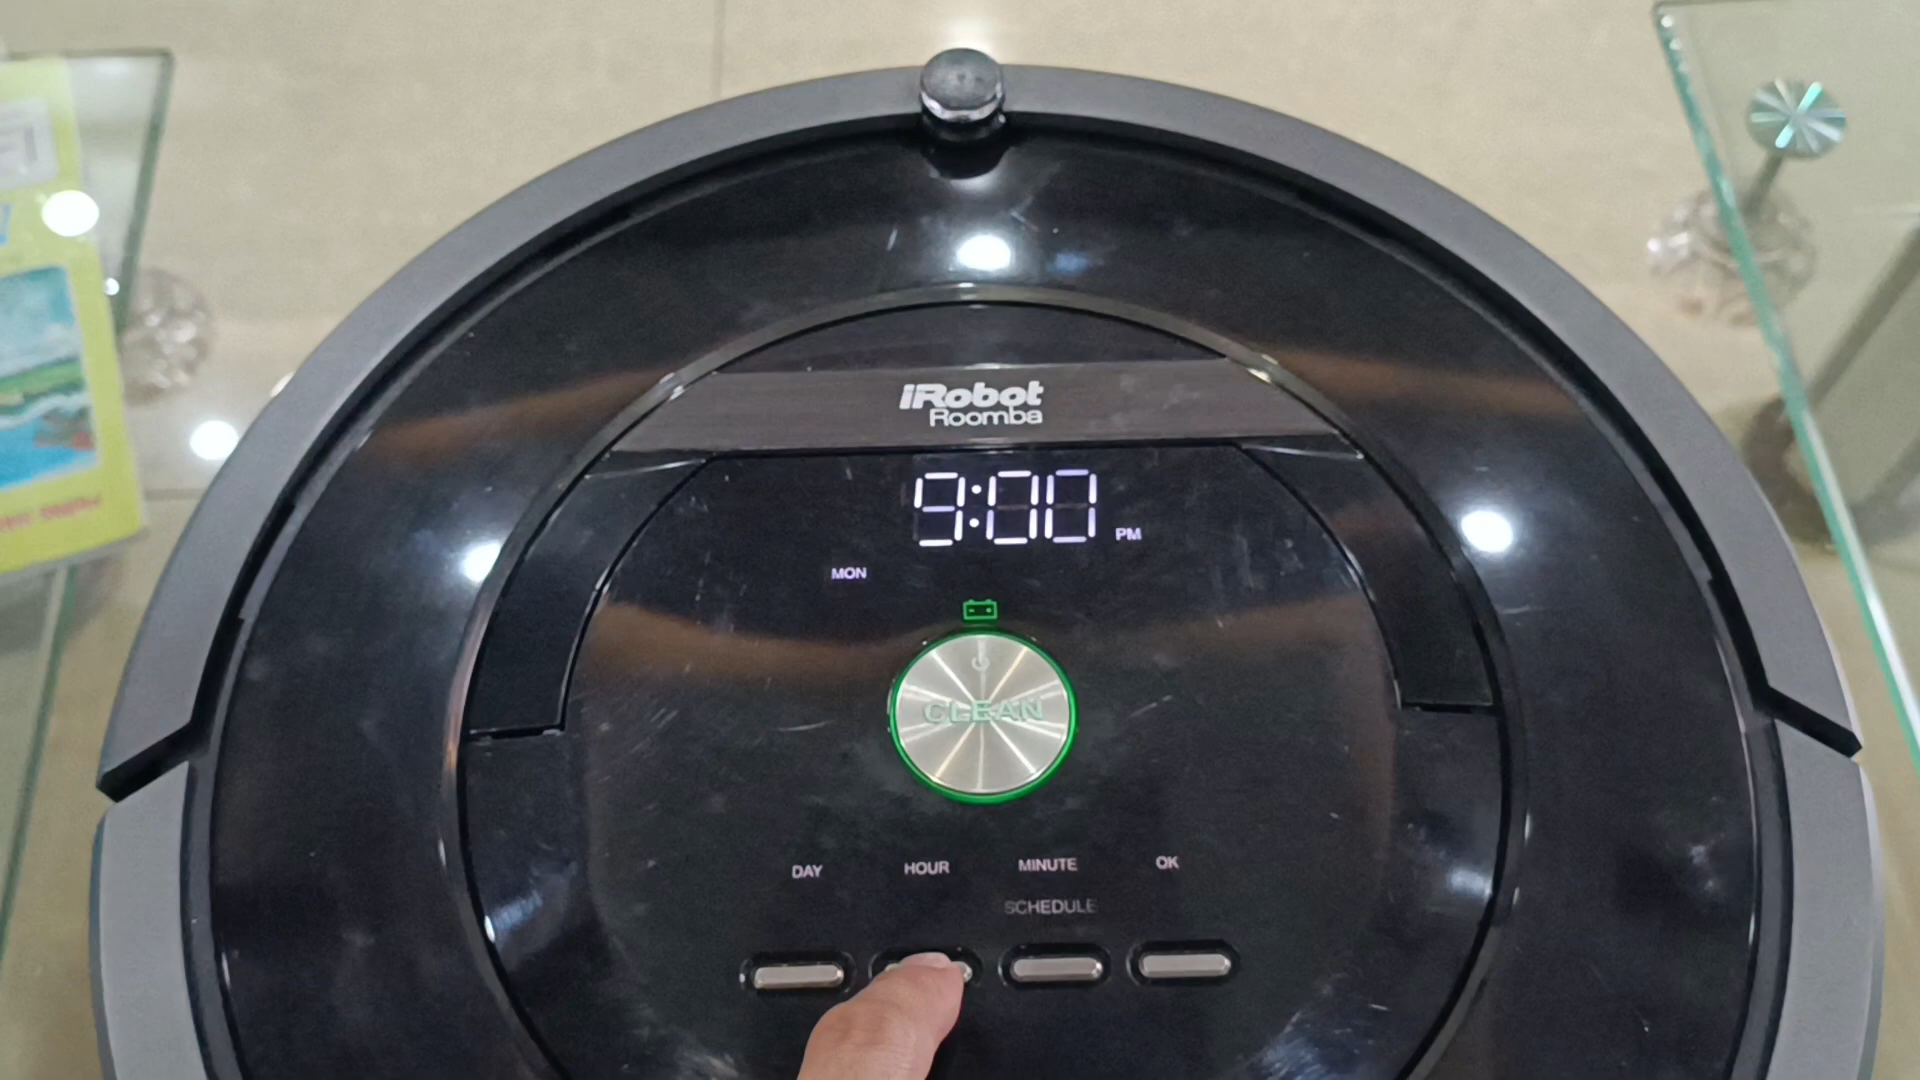 iRobot
Roomba
9:00 PM
MON
CLEAN
DAY HOUR MINUTE OK
SCHEDULE